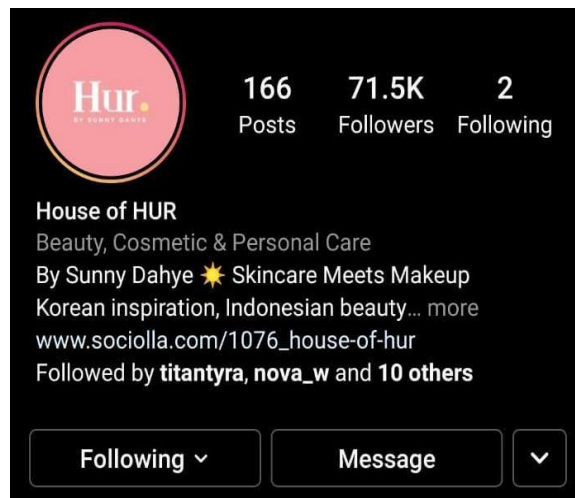 Hur.
BY SUNNY DAHYE
166 71.5K 2
Posts Followers Following
House of HUR
Beauty, Cosmetic & Personal Care
By Sunny Dahye ☀️ Skincare Meets Makeup
Korean inspiration, Indonesian beauty... more
www.sociolla.com/1076_house-of-hur
Followed by titantyra, nova_w and 10 others
Following Message